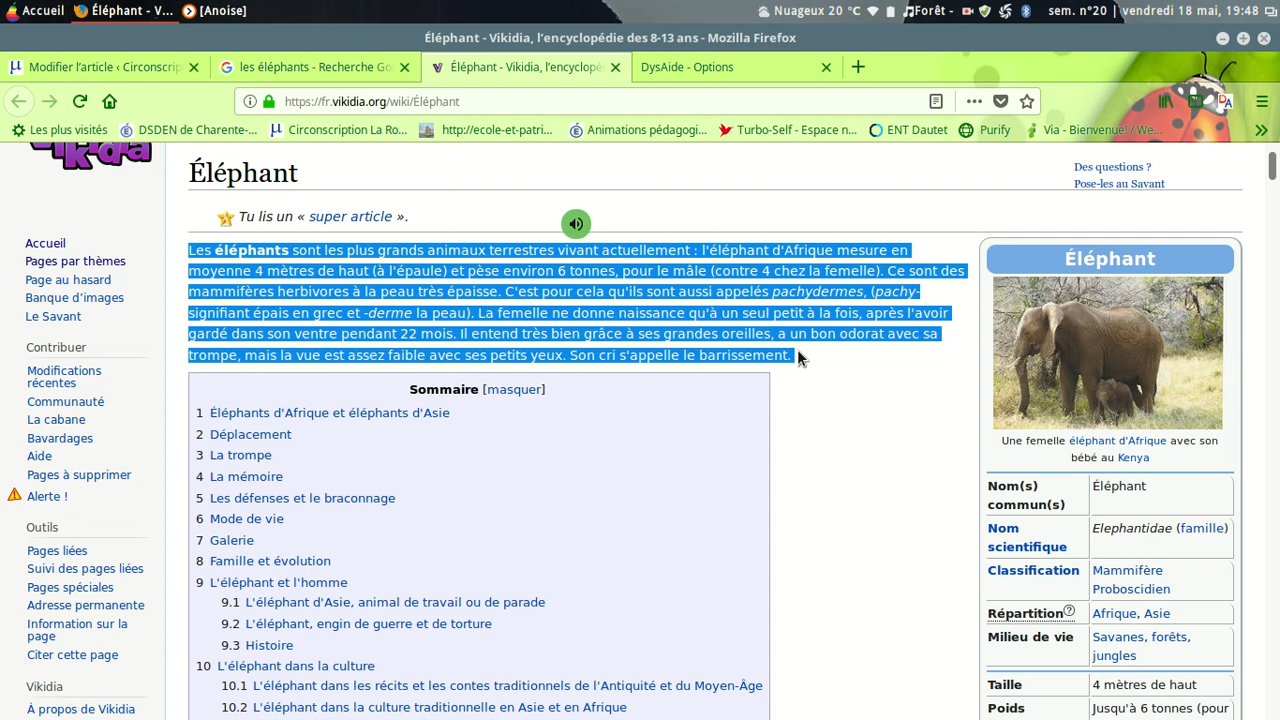 Accueil Éléphant - V... [Anoise] Nuageux 20 °C Forêt - sem. n°20 | vendredi 18 mai, 19:48
Éléphant - Vikidia, l’encyclopédie des 8-13 ans - Mozilla Firefox
Modifier l’article ‹ Circonscrip les éléphants - Recherche Go Éléphant - Vikidia, l’encyclopé DysAide - Options
https://fr.vikidia.org/wiki/Éléphant
Les plus visités DSDEN de Charente-... Circonscription La Ro... http://ecole-et-patri... Animations pédagogi... Turbo-Self - Espace n... ENT Dautet Purify Via - Bienvenue! / We...
Vikidia
Accueil
Pages par thèmes
Page au hasard
Banque d’images
Le Savant
Contribuer
Modifications
récentes
Communauté
La cabane
Bavardages
Aide
Pages à supprimer
Alerte !
Outils
Pages liées
Suivi des pages liées
Pages spéciales
Adresse permanente
Information sur la
page
Citer cette page
Vikidia
À propos de Vikidia
Éléphant
Des questions ?
Pose-les au Savant
Tu lis un « super article ».
Les éléphants sont les plus grands animaux terrestres vivant actuellement : l'éléphant d'Afrique mesure en
moyenne 4 mètres de haut (à l'épaule) et pèse environ 6 tonnes, pour le mâle (contre 4 chez la femelle). Ce sont des
mammifères herbivores à la peau très épaisse. C'est pour cela qu'ils sont aussi appelés pachydermes, (pachy-
signifiant épais en grec et -derme la peau). La femelle ne donne naissance qu'à un seul petit à la fois, après l'avoir
gardé dans son ventre pendant 22 mois. Il entend très bien grâce à ses grandes oreilles, a un bon odorat avec sa
trompe, mais la vue est assez faible avec ses petits yeux. Son cri s'appelle le barrissement.
Sommaire [masquer]
1 Éléphants d'Afrique et éléphants d'Asie
2 Déplacement
3 La trompe
4 La mémoire
5 Les défenses et le braconnage
6 Mode de vie
7 Galerie
8 Famille et évolution
9 L'éléphant et l'homme
9.1 L'éléphant d'Asie, animal de travail ou de parade
9.2 L'éléphant, engin de guerre et de torture
9.3 Histoire
10 L'éléphant dans la culture
10.1 L'éléphant dans les récits et les contes traditionnels de l'Antiquité et du Moyen-Âge
10.2 L'éléphant dans la culture traditionnelle en Asie et en Afrique
Éléphant
Une femelle éléphant d'Afrique avec son
bébé au Kenya
Nom(s)
commun(s)
Éléphant
Nom
scientifique
Elephantidae (famille)
Classification
Mammifère
Proboscidien
Répartition(?) Afrique, Asie
Milieu de vie
Savanes, forêts,
jungles
Taille 4 mètres de haut
Poids Jusqu'à 6 tonnes (pour